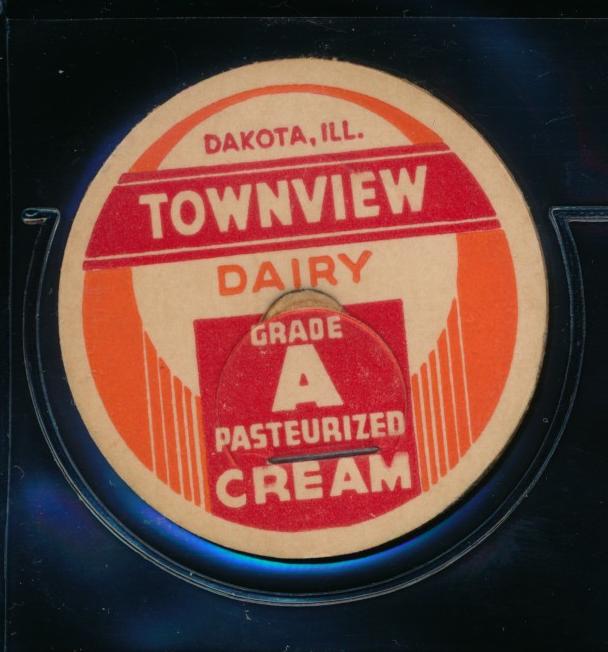 DAKOTA, ILL.
TOWNVIEW
DAIRY
GRADE
A
PASTEURIZED
CREAM